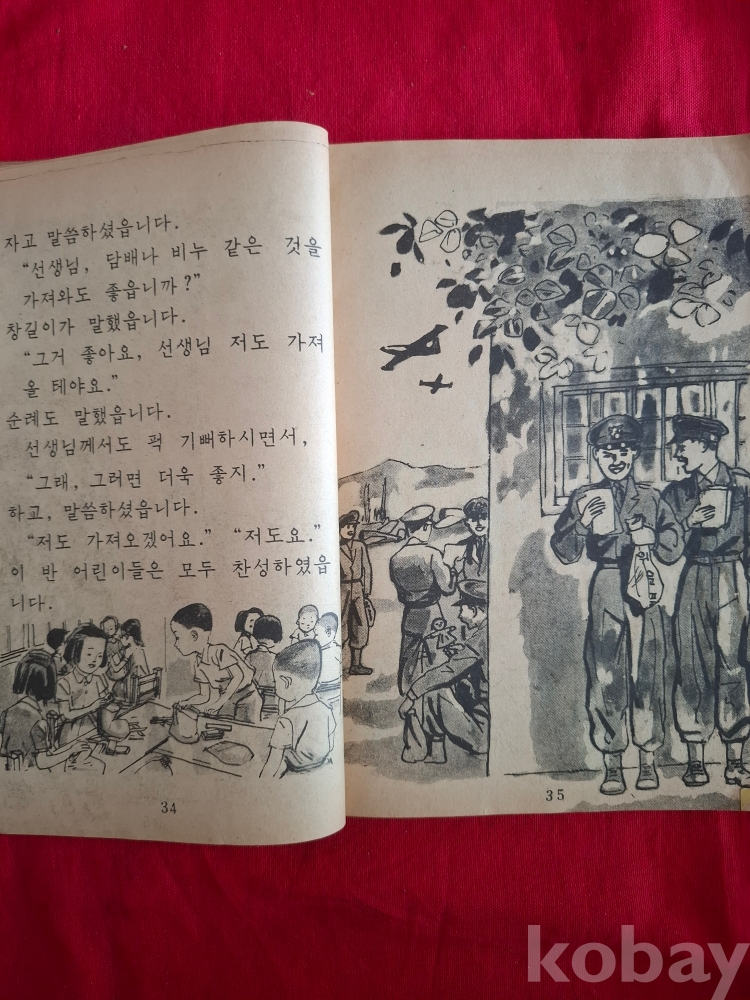 자고 말씀하셨읍니다.
“선생님, 담배나 비누 같은 것을
가져와도 좋읍니까?”
창길이가 말했읍니다.
“그거 좋아요, 선생님 저도 가져
올 테야요.”
순례도 말했읍니다.
선생님께서도 퍽 기뻐하시면서,
“그래, 그러면 더욱 좋지.”
하고, 말씀하셨읍니다.
“저도 가져오겠어요.” “저도요.”
이 반 어린이들은 모두 찬성하였읍
니다.
34
35
kobay